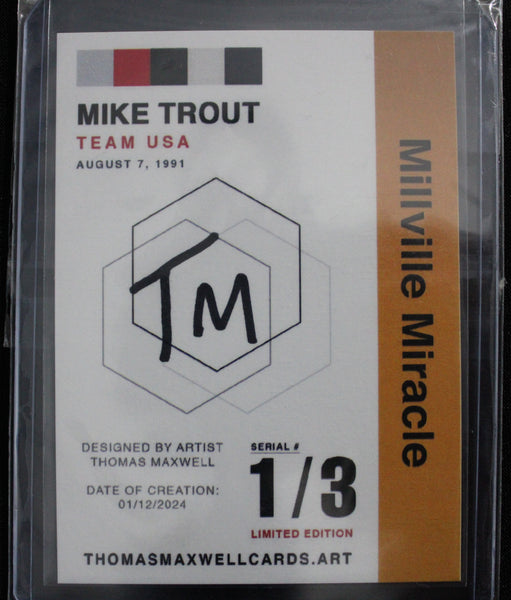 MIKE TROUT
TEAM USA
AUGUST 7, 1991
TM
DESIGNED BY ARTIST
THOMAS MAXWELL
DATE OF CREATION:
01/12/2024
SERIAL #
1/3
LIMITED EDITION
THOMASMAXWELLCARDS.ART
Millville Miracle